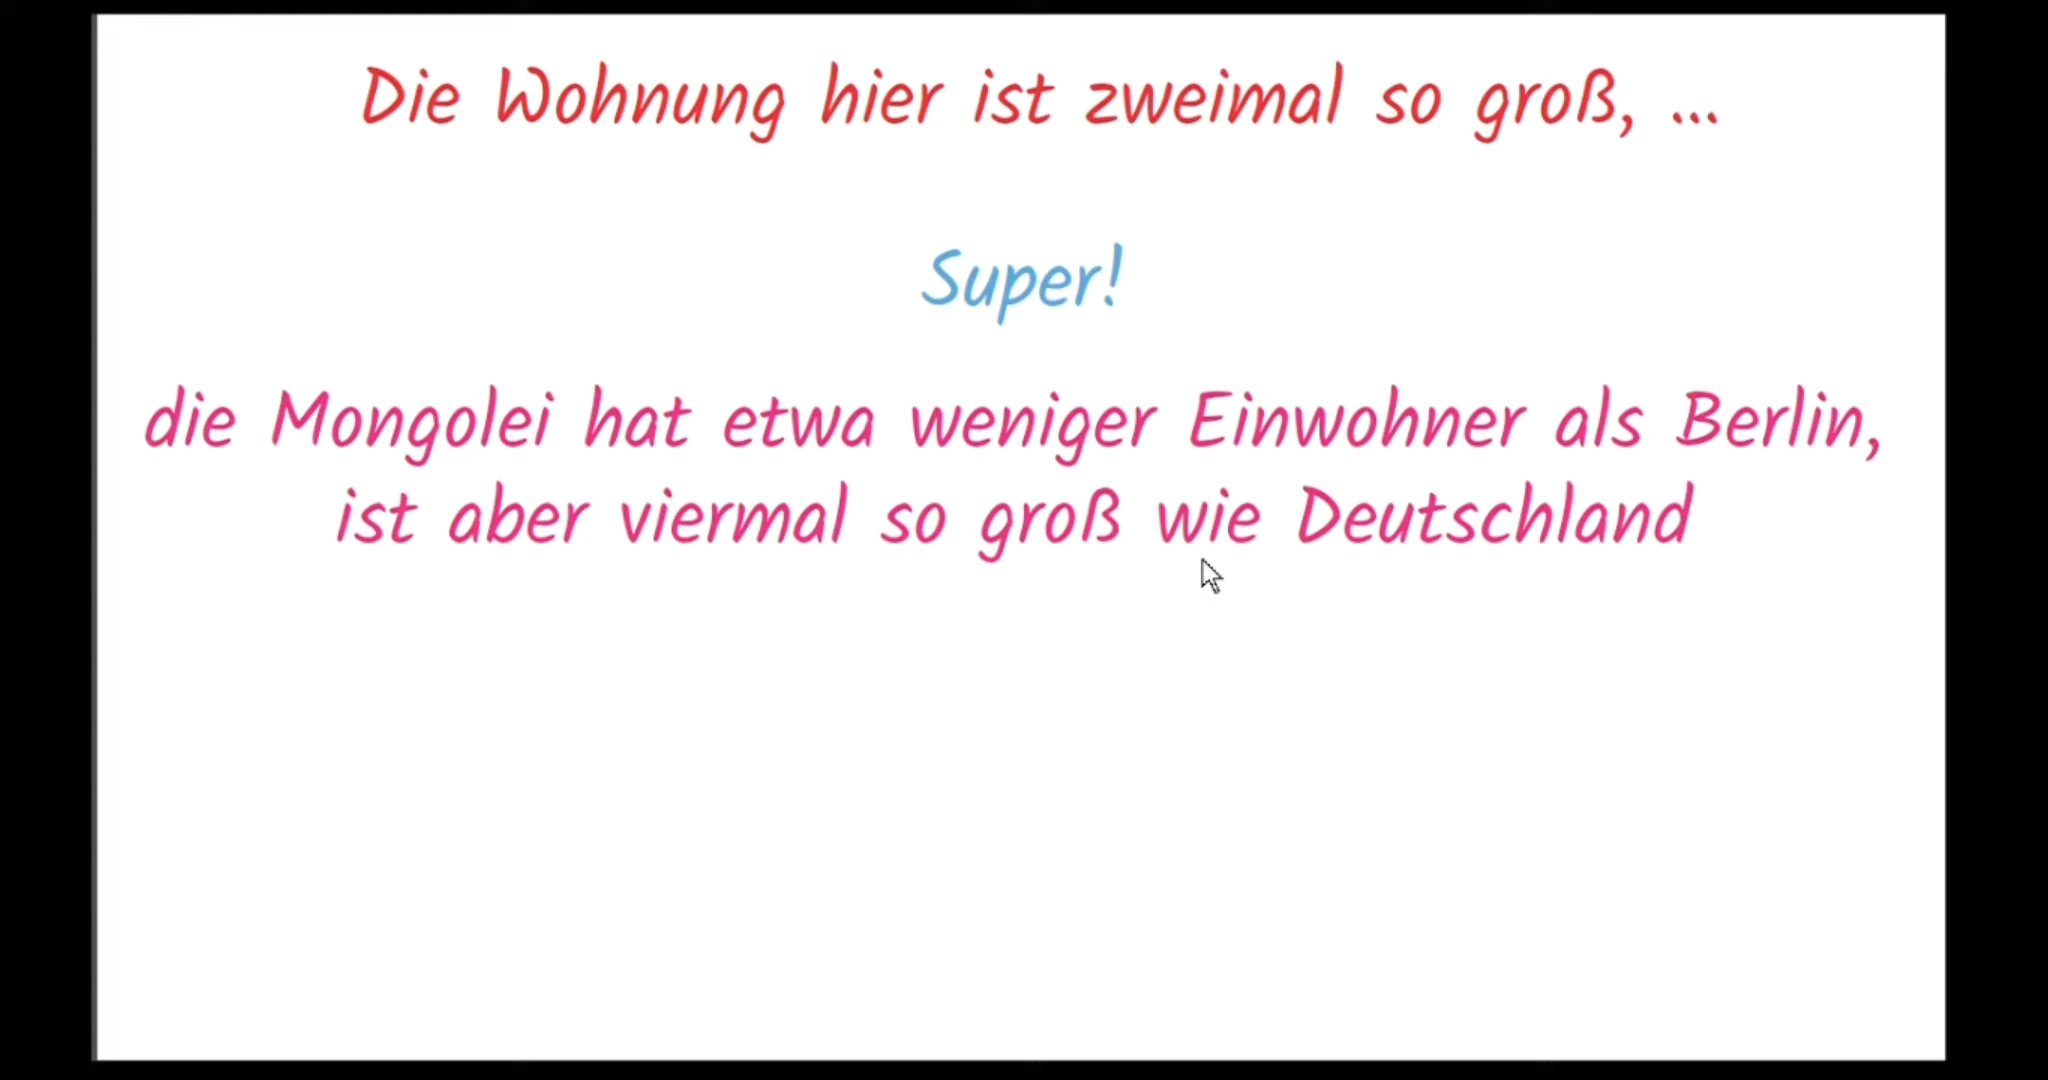 Die Wohnung hier ist zweimal so groß, ...
Super!
die Mongolei hat etwa weniger Einwohner als Berlin,
ist aber viermal so groß wie Deutschland